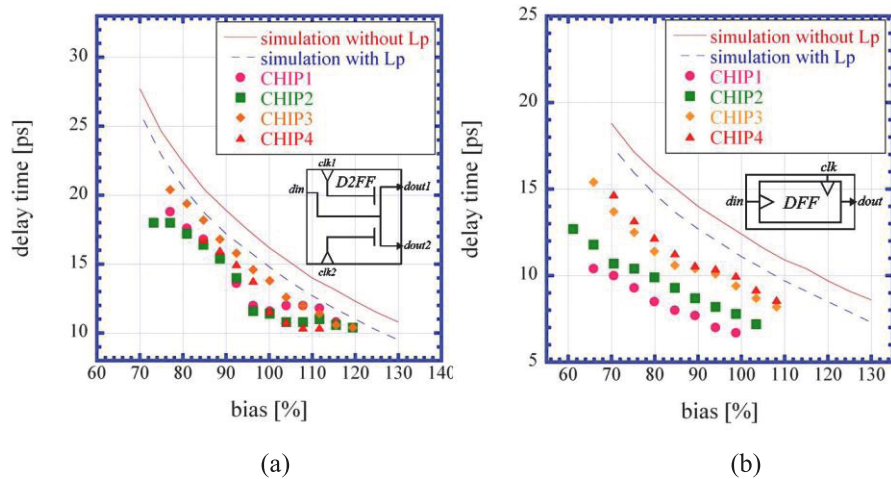 30
25
20
15
10
delay time [ps]
60 70 80 90 100 110 120 130 140
bias [%]
simulation without Lp
simulation with Lp
CHIP1
CHIP2
CHIP3
CHIP4
clk1
D2FF
din
dout1
dout2
clk2
(a)
25
20
15
10
5
delay time [ps]
60 70 80 90 100 110 120 130
bias [%]
simulation without Lp
simulation with Lp
CHIP1
CHIP2
CHIP3
CHIP4
clk
din
DFF
dout
(b)